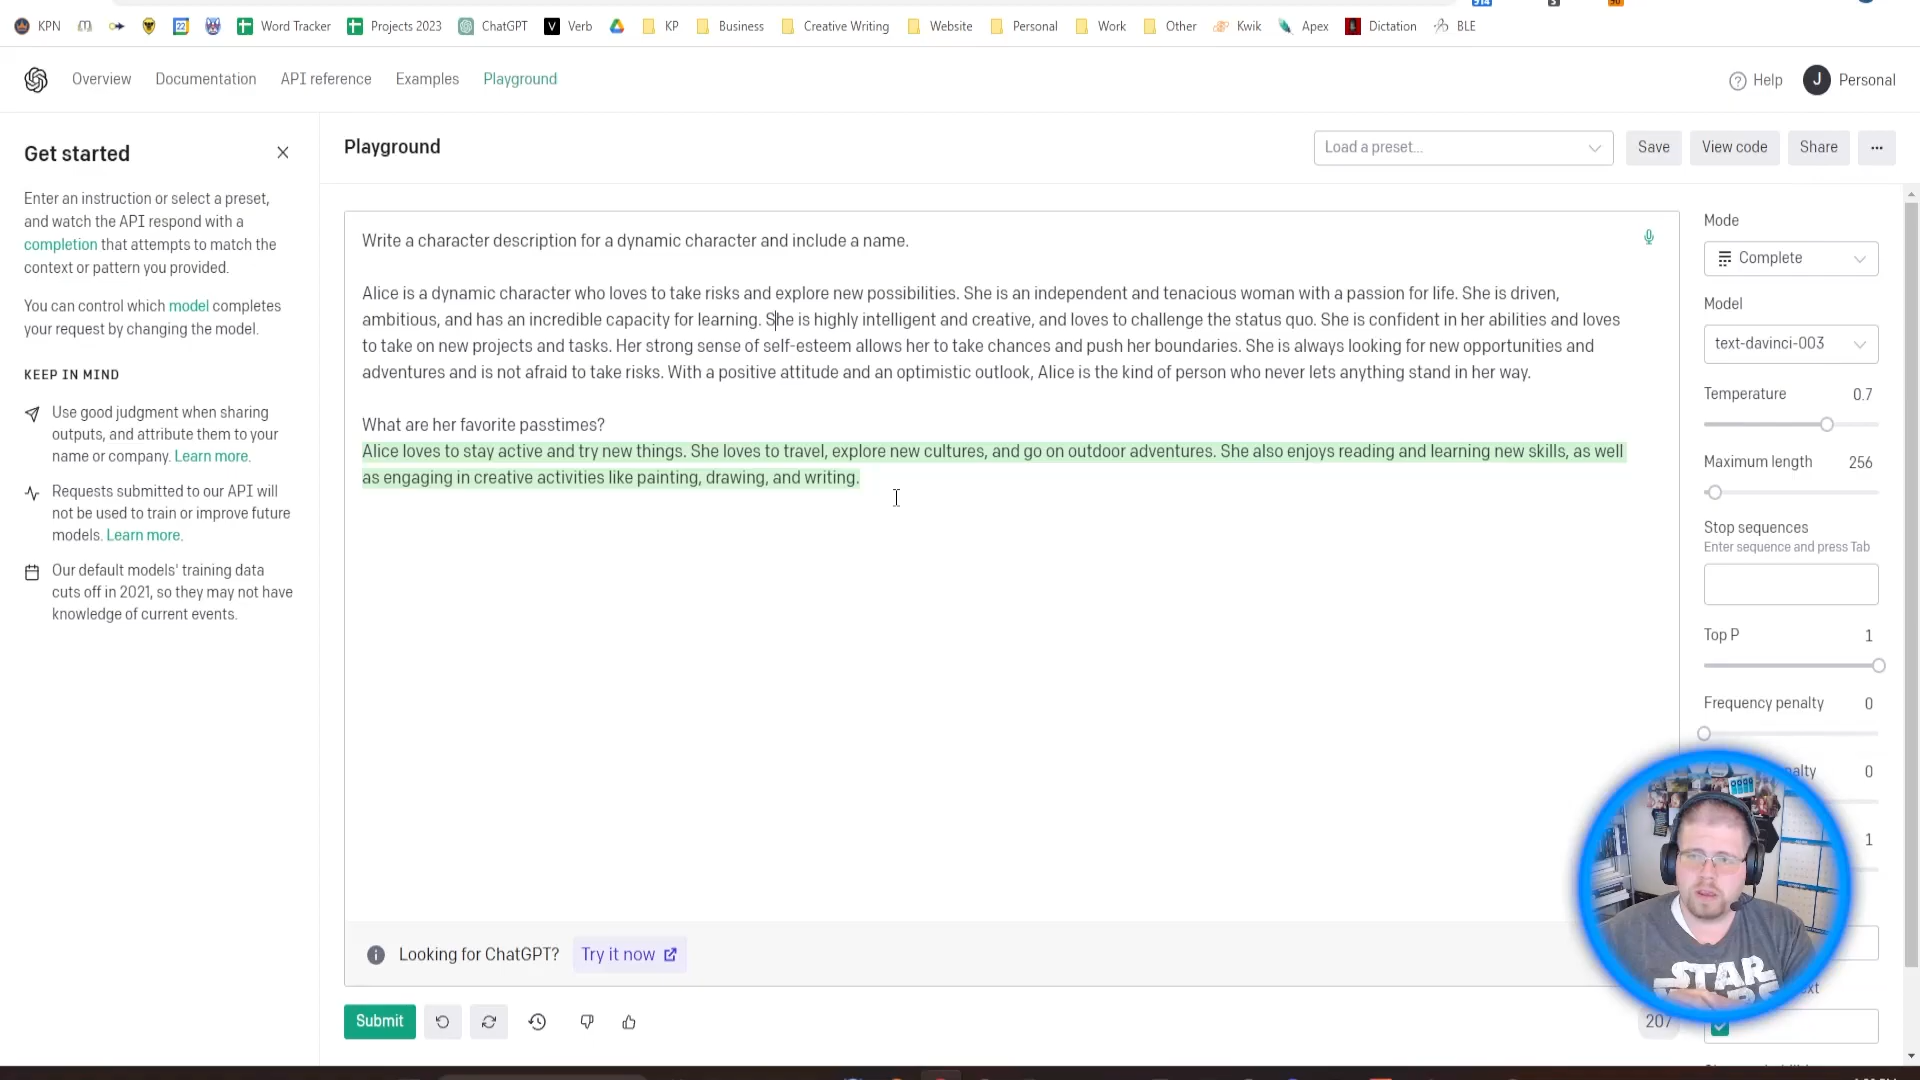 KPN
Word Tracker
Projects 2023
ChatGPT
V Verb
KP
Business
Creative Writing
Website
Personal
Work
Other
Kwik
Apex
Dictation
BLE
Overview
Documentation
API reference
Examples
Playground
Help
J Personal
Get started
Enter an instruction or select a preset,
and watch the API respond with a
completion that attempts to match the
context or pattern you provided.
You can control which model completes
your request by changing the model.
KEEP IN MIND
Use good judgment when sharing
outputs, and attribute them to your
name or company. Learn more.
Requests submitted to our API will
not be used to train or improve future
models. Learn more.
Our default models' training data
cuts off in 2021, so they may not have
knowledge of current events.
Playground
Load a preset...
Save
View code
Share
Write a character description for a dynamic character and include a name.
Alice is a dynamic character who loves to take risks and explore new possibilities. She is an independent and tenacious woman with a passion for life. She is driven,
ambitious, and has an incredible capacity for learning. She is highly intelligent and creative, and loves to challenge the status quo. She is confident in her abilities and loves
to take on new projects and tasks. Her strong sense of self-esteem allows her to take chances and push her boundaries. She is always looking for new opportunities and
adventures and is not afraid to take risks. With a positive attitude and an optimistic outlook, Alice is the kind of person who never lets anything stand in her way.
What are her favorite passtimes?
Alice loves to stay active and try new things. She loves to travel, explore new cultures, and go on outdoor adventures. She also enjoys reading and learning new skills, as well
as engaging in creative activities like painting, drawing, and writing.
Looking for ChatGPT? Try it now
Submit
207
Mode
Complete
Model
text-davinci-003
Temperature 0.7
Maximum length 256
Stop sequences
Enter sequence and press Tab
Top P 1
Frequency penalty 0
nalty 0
1
STAR